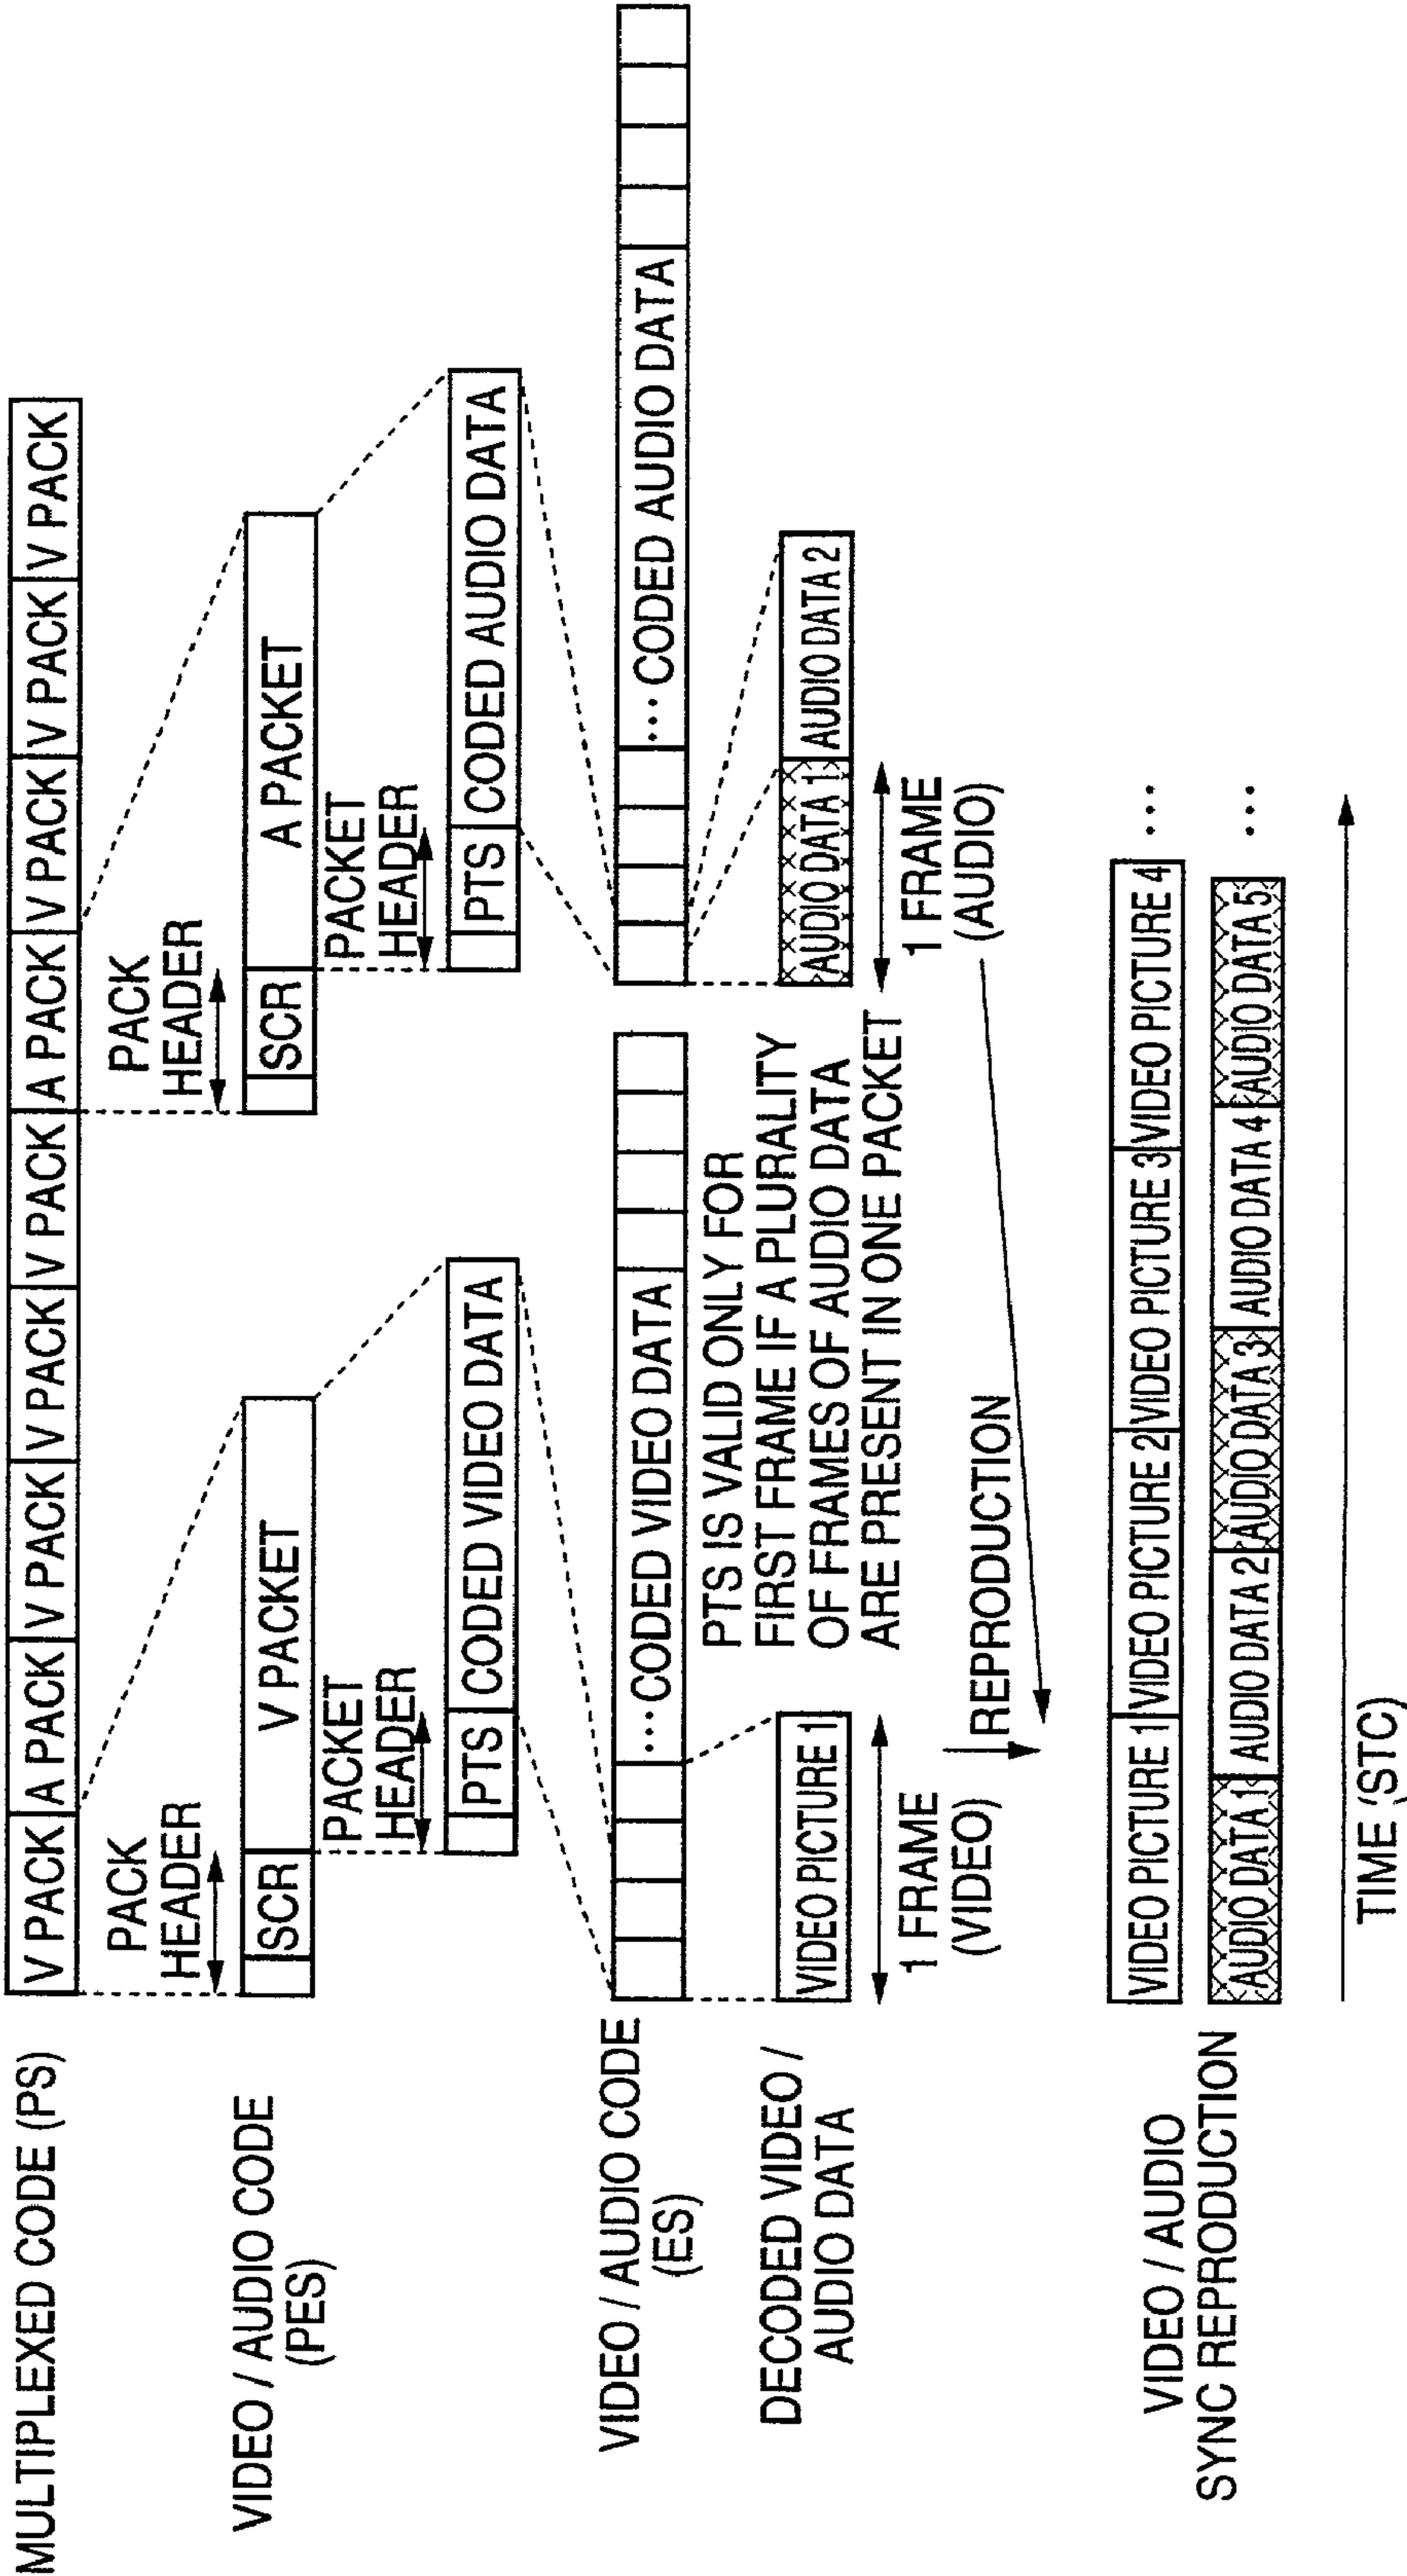 MULTIPLEXED CODE (PS)
V PACK A PACK V PACK V PACK V PACK A PACK V PACK V PACK V PACK
PACK
HEADER
PACK
HEADER
VIDEO / AUDIO CODE
(PES)
SCR V PACKET
SCR A PACKET
PACKET
HEADER
PACKET
HEADER
PTS CODED VIDEO DATA
PTS CODED AUDIO DATA
VIDEO / AUDIO CODE
(ES)
... CODED VIDEO DATA
... CODED AUDIO DATA
DECODED VIDEO /
AUDIO DATA
VIDEO PICTURE 1
1 FRAME
(VIDEO)
PTS IS VALID ONLY FOR
FIRST FRAME IF A PLURALITY
OF FRAMES OF AUDIO DATA
ARE PRESENT IN ONE PACKET
AUDIO DATA 1 AUDIO DATA 2
1 FRAME
(AUDIO)
REPRODUCTION
VIDEO / AUDIO
SYNC REPRODUCTION
VIDEO PICTURE 1 VIDEO PICTURE 2 VIDEO PICTURE 3 VIDEO PICTURE 4 ...
AUDIO DATA 1 AUDIO DATA 2 AUDIO DATA 3 AUDIO DATA 4 AUDIO DATA 5 ...
TIME (STC)